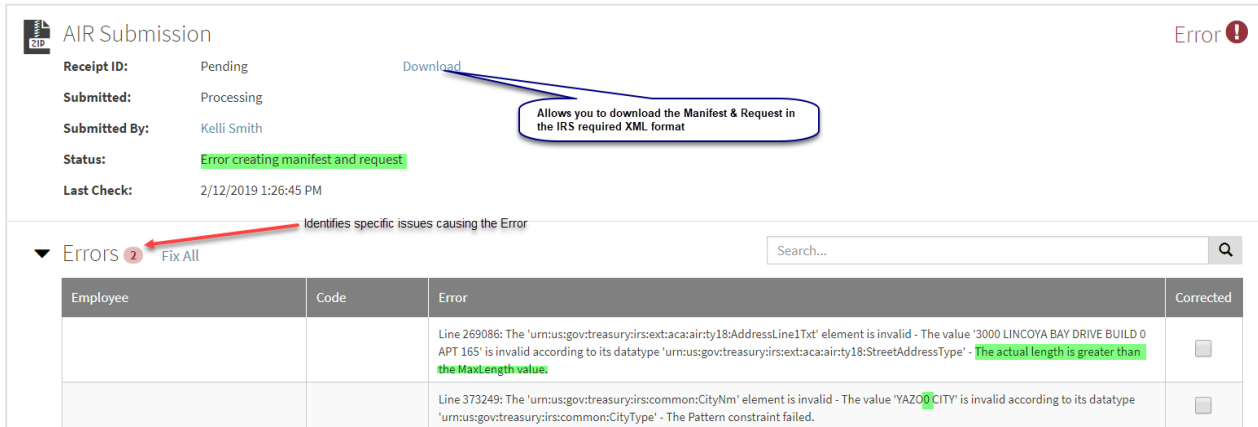 ZIP
AIR Submission
Error
Receipt ID: Pending Download
Submitted: Processing
Allows you to download the Manifest & Request in
the IRS required XML format
Submitted By: Kelli Smith
Status: Error creating manifest and request
Last Check: 2/12/2019 1:26:45 PM
Identifies specific issues causing the Error
Errors 2 Fix All
Search...
Employee Code Error Corrected
Line 269086: The 'urn:us:gov:treasury:irs:ext:aca:air:ty18:AddressLine1Txt' element is invalid - The value '3000 LINCOYA BAY DRIVE BUILD 0
APT 165' is invalid according to its datatype 'urn:us:gov:treasury:irs:ext:aca:air:ty18:StreetAddressType' - The actual length is greater than
the MaxLength value.
Line 373249: The 'urn:us:gov:treasury:irs:common:CityNm' element is invalid - The value 'YAZO0 CITY' is invalid according to its datatype
'urn:us:gov:treasury:irs:common:CityType' - The Pattern constraint failed.